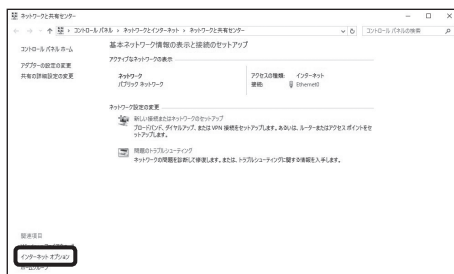 ネットワークと共有センター
コントロール パネル › ネットワークとインターネット › ネットワークと共有センター
コントロール パネルの検索
コントロール パネル ホーム
アダプターの設定の変更
共有の詳細設定の変更
基本ネットワーク情報の表示と接続のセットアップ
アクティブなネットワークの表示
ネットワーク
パブリック ネットワーク
アクセスの種類: インターネット
接続: Ethernet0
ネットワーク設定の変更
新しい接続またはネットワークのセットアップ
ブロードバンド、ダイヤルアップ、または VPN 接続をセットアップします。あるいは、ルーターまたはアクセス ポイントをセ
ットアップします。
問題のトラブルシューティング
ネットワークの問題を診断して修復します。または、トラブルシューティングに関する情報を入手します。
関連項目
インターネット オプション